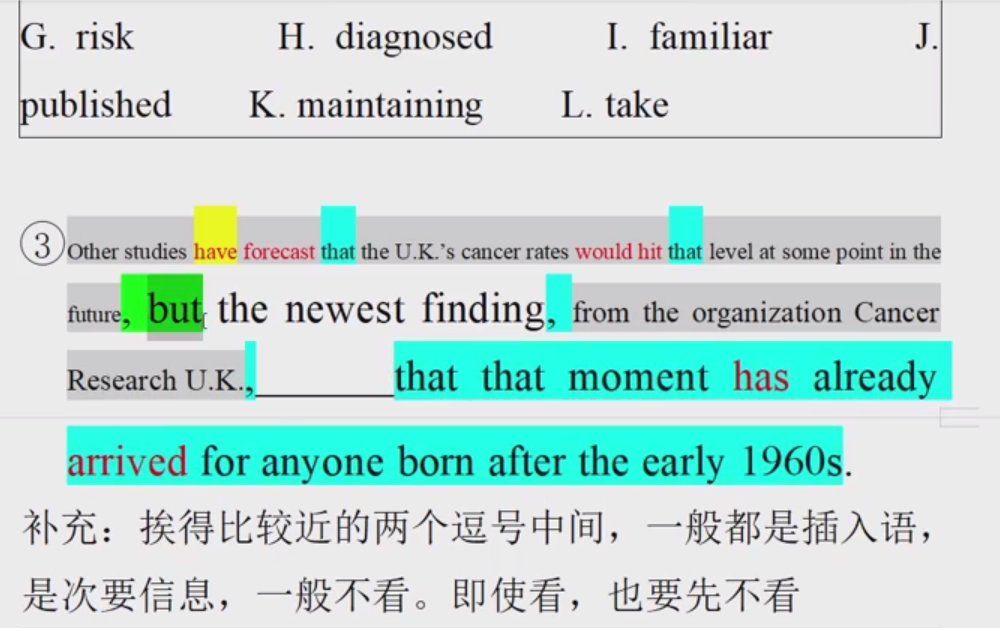 G. risk H. diagnosed I. familiar J.
published K. maintaining L. take
③ Other studies have forecast that the U.K.'s cancer rates would hit that level at some point in the
future, but the newest finding, from the organization Cancer
Research U.K.,________that that moment has already
arrived for anyone born after the early 1960s.
补充：挨得比较近的两个逗号中间，一般都是插入语，
是次要信息，一般不看。即使看，也要先不看